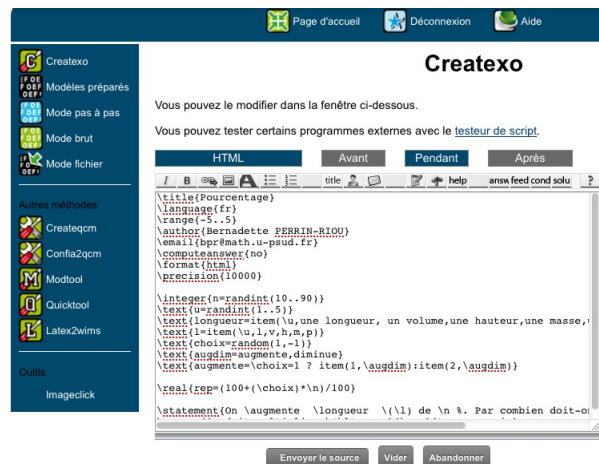 Page d'accueil Déconnexion Aide
Createxo
Modèles préparés
Mode pas à pas
Mode brut
Mode fichier
Autres méthodes
Createqcm
Confia2qcm
Modtool
Quicktool
Latex2wims
Outils
Imageclick
Createxo
Vous pouvez le modifier dans la fenêtre ci-dessous.
Vous pouvez tester certains programmes externes avec le testeur de script.
HTML Avant Pendant Après
I B A title help answ feed cond solu ?
\title{Pourcentage}
\language{fr}
\range{-5..5}
\author{Bernadette PERRIN-RIOU}
\email{bpr@math.u-psud.fr}
\computeanswer{no}
\format{html}
\precision{10000}
\integer{n=randint(10..90)}
\text{u=randint(1..5)}
\text{longueur=item(\u,une longueur, un volume,une hauteur,une masse,
\text{l=item(\u,l,v,h,m,p)}
\text{choix=random(1,-1)}
\text{augdim=augmente,diminue}
\text{augmente=\choix=1 ? item(1,\augdim):item(2,\augdim)}
\real{rep=(100+(\choix)*\n)/100}
\statement{On \augmente \longueur \(\l) de \n %. Par combien doit-o
Envoyer le source Vider Abandonner